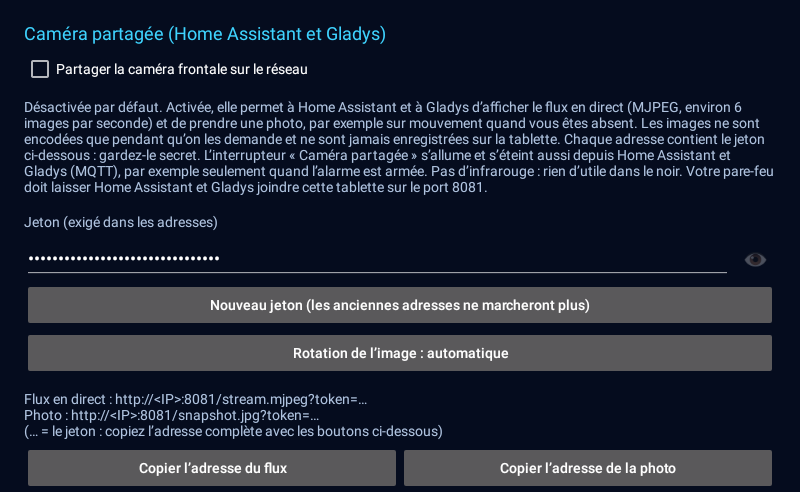 Caméra partagée (Home Assistant et Gladys)
Partager la caméra frontale sur le réseau
Désactivée par défaut. Activée, elle permet à Home Assistant et à Gladys d’afficher le flux en direct (MJPEG, environ 6
images par seconde) et de prendre une photo, par exemple sur mouvement quand vous êtes absent. Les images ne sont
encodées que pendant qu’on les demande et ne sont jamais enregistrées sur la tablette. Chaque adresse contient le jeton
ci-dessous : gardez-le secret. L’interrupteur « Caméra partagée » s’allume et s’éteint aussi depuis Home Assistant et
Gladys (MQTT), par exemple seulement quand l’alarme est armée. Pas d’infrarouge : rien d’utile dans le noir. Votre pare-feu
doit laisser Home Assistant et Gladys joindre cette tablette sur le port 8081.
Jeton (exigé dans les adresses)
••••••••••••••••••••••••••••••••
Nouveau jeton (les anciennes adresses ne marcheront plus)
Rotation de l’image : automatique
Flux en direct : http://<IP>:8081/stream.mjpeg?token=…
Photo : http://<IP>:8081/snapshot.jpg?token=…
(… = le jeton : copiez l’adresse complète avec les boutons ci-dessous)
Copier l’adresse du flux
Copier l’adresse de la photo